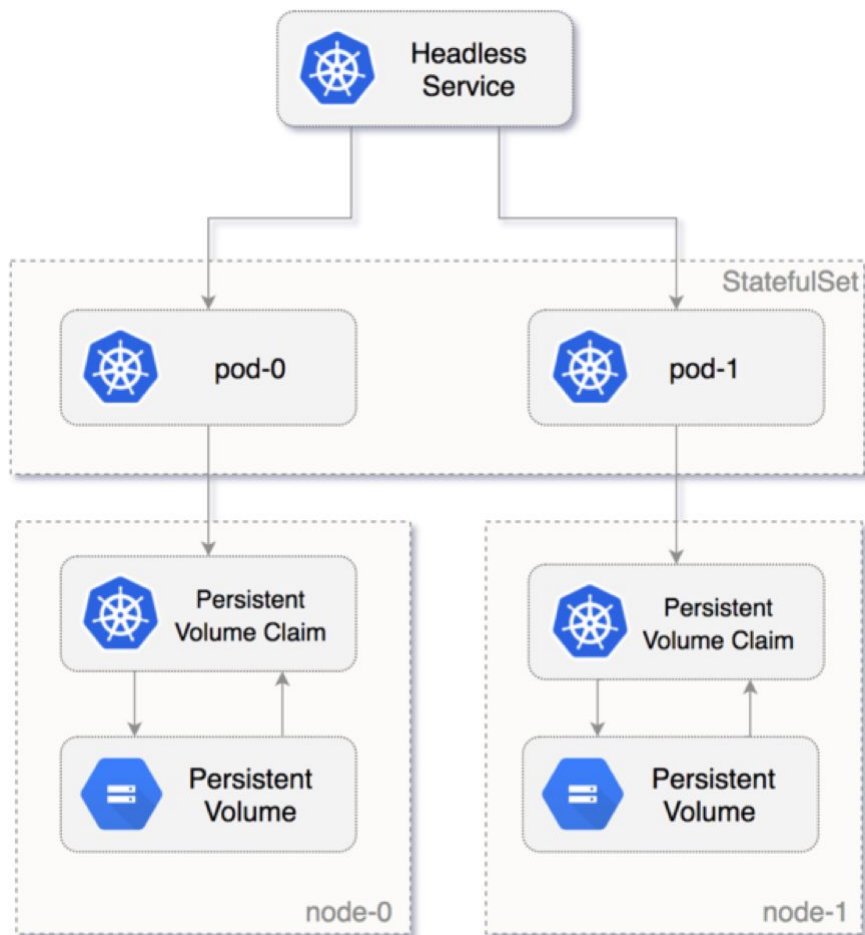 Headless
Service
StatefulSet
pod-0
pod-1
Persistent
Volume Claim
Persistent
Volume
node-0
Persistent
Volume Claim
Persistent
Volume
node-1